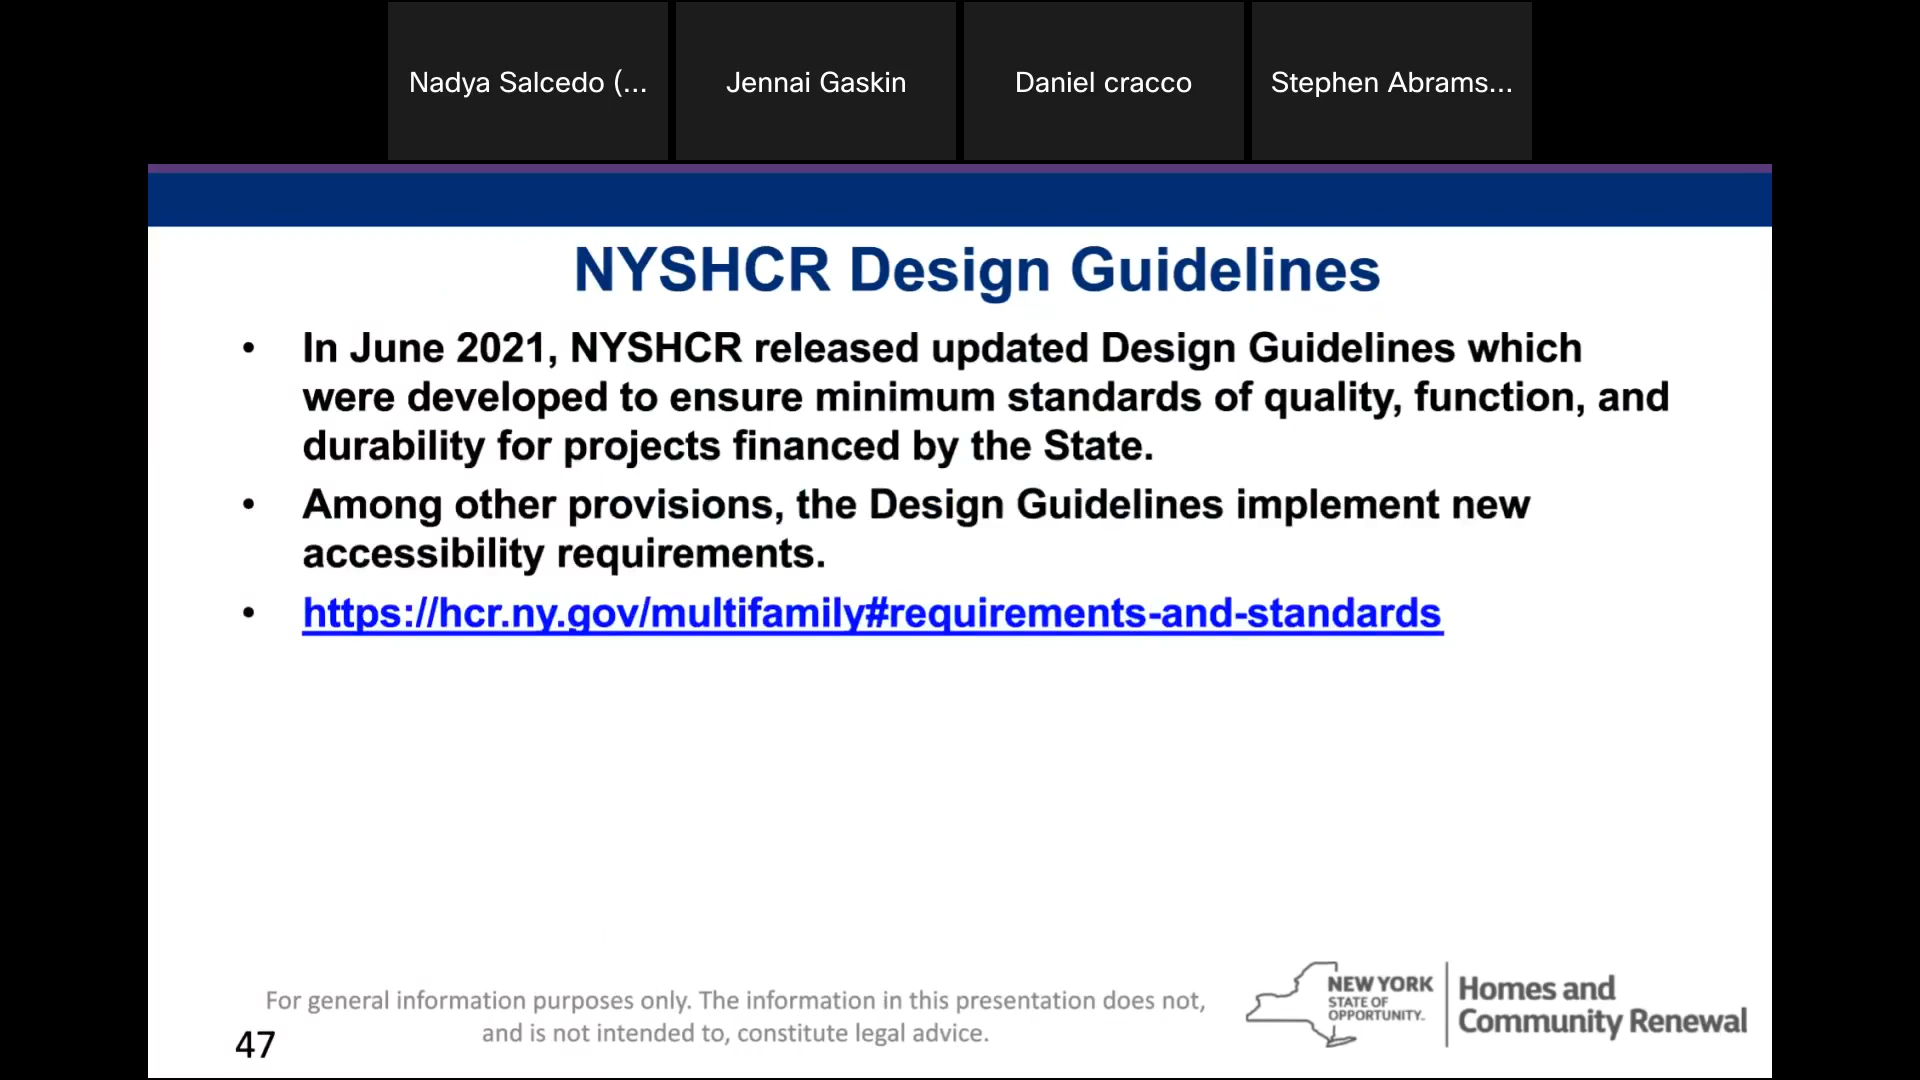 Nadya Salcedo (...
Jennai Gaskin
Daniel cracco
Stephen Abrams...
NYSHCR Design Guidelines
• In June 2021, NYSHCR released updated Design Guidelines which
were developed to ensure minimum standards of quality, function, and
durability for projects financed by the State.
• Among other provisions, the Design Guidelines implement new
accessibility requirements.
• https://hcr.ny.gov/multifamily#requirements-and-standards
For general information purposes only. The information in this presentation does not,
and is not intended to, constitute legal advice.
47
NEW YORK
STATE OF
OPPORTUNITY.
Homes and
Community Renewal